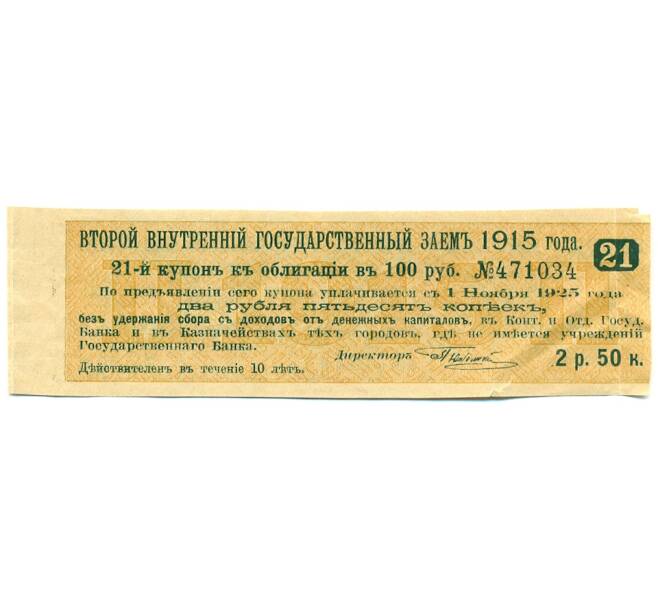 ВТОРОЙ ВНУТРЕННІЙ ГОСУДАРСТВЕННЫЙ ЗАЕМЪ 1915 ГОДА.
21
21-й купонъ къ облигаціи въ 100 руб. №471034
По предъявленіи сего купона уплачивается съ 1 Ноября 1925 года
два рубля пятьдесятъ копѣекъ,
безъ удержанія сбора съ доходовъ отъ денежныхъ капиталовъ, въ Конт. и Отд. Госуд.
Банка и въ Казначействахъ тѣхъ городовъ, гдѣ не имѣется учрежденій
Государственнаго Банка.
Директоръ
2 р. 50 к.
Дѣйствителенъ въ теченіе 10 лѣтъ.